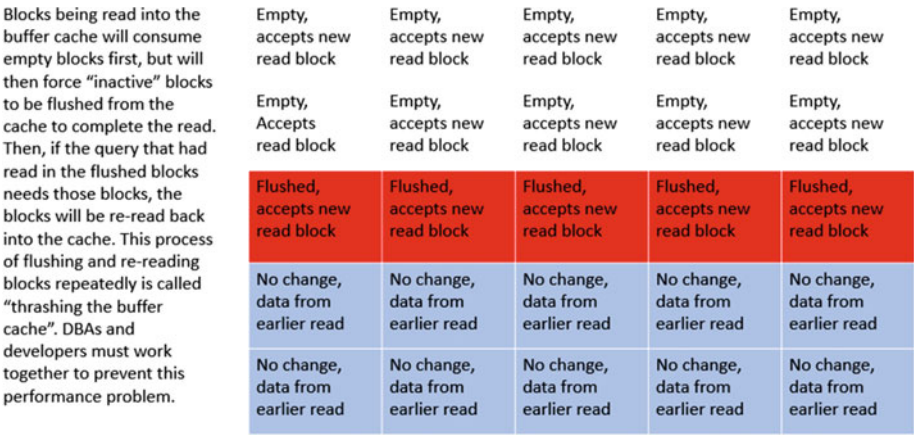 Blocks being read into the
buffer cache will consume
empty blocks first, but will
then force “inactive” blocks
to be flushed from the
cache to complete the read.
Then, if the query that had
read in the flushed blocks
needs those blocks, the
blocks will be re-read back
into the cache. This process
of flushing and re-reading
blocks repeatedly is called
“thrashing the buffer
cache”. DBAs and
developers must work
together to prevent this
performance problem.
Empty,
accepts new
read block
Empty,
accepts new
read block
Empty,
accepts new
read block
Empty,
accepts new
read block
Empty,
accepts new
read block
Empty,
Accepts
read block
Empty,
accepts new
read block
Empty,
accepts new
read block
Empty,
accepts new
read block
Empty,
accepts new
read block
Flushed,
accepts new
read block
Flushed,
accepts new
read block
Flushed,
accepts new
read block
Flushed,
accepts new
read block
Flushed,
accepts new
read block
No change,
data from
earlier read
No change,
data from
earlier read
No change,
data from
earlier read
No change,
data from
earlier read
No change,
data from
earlier read
No change,
data from
earlier read
No change,
data from
earlier read
No change,
data from
earlier read
No change,
data from
earlier read
No change,
data from
earlier read